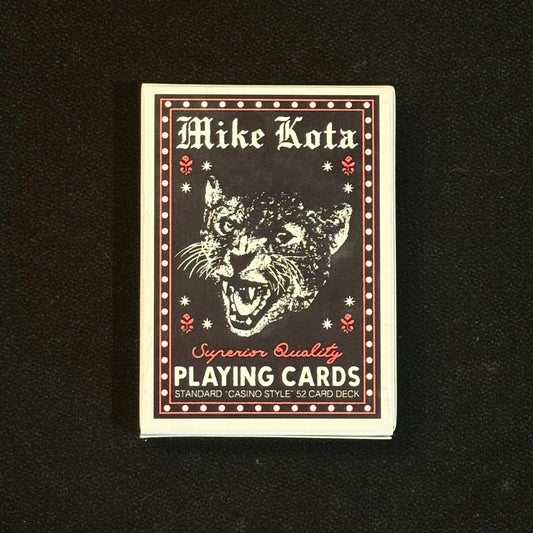 Mike Kota
Superior Quality
PLAYING CARDS
STANDARD "CASINO STYLE" 52 CARD DECK